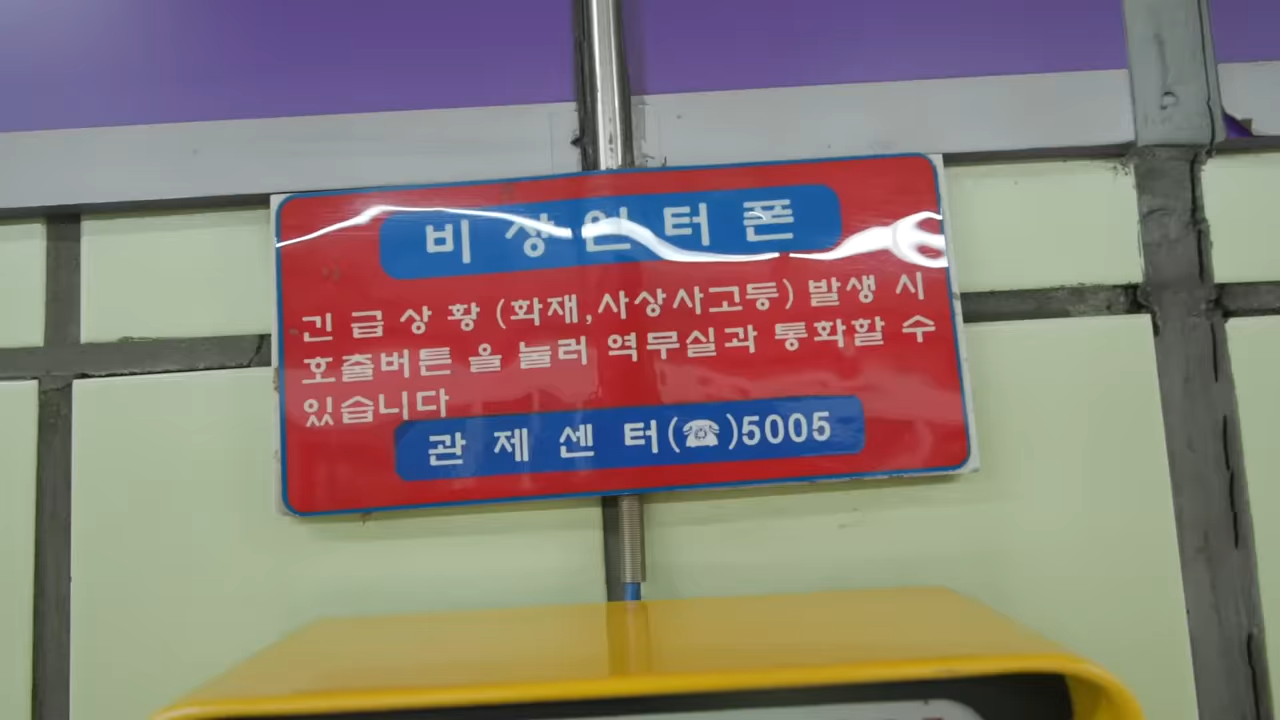 비상인터폰
긴급상황 (화재,사상사고등) 발생 시
호출버튼 을 눌러 역무실과 통화할 수
있습니다
관제센터(☎)5005